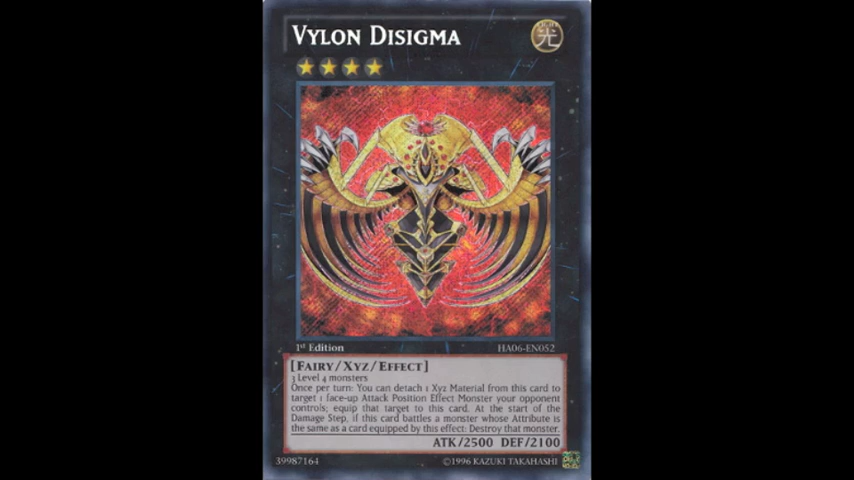 VYLON DISIGMA
LIGHT
光
1st Edition
HA06-EN052
[FAIRY/XYZ/EFFECT]
3 Level 4 monsters
Once per turn: You can detach 1 Xyz Material from this card to
target 1 face-up Attack Position Effect Monster your opponent
controls; equip that target to this card. At the start of the
Damage Step, if this card battles a monster whose Attribute is
the same as a card equipped by this effect: Destroy that monster.
ATK/2500 DEF/2100
39987164
©1996 KAZUKI TAKAHASHI